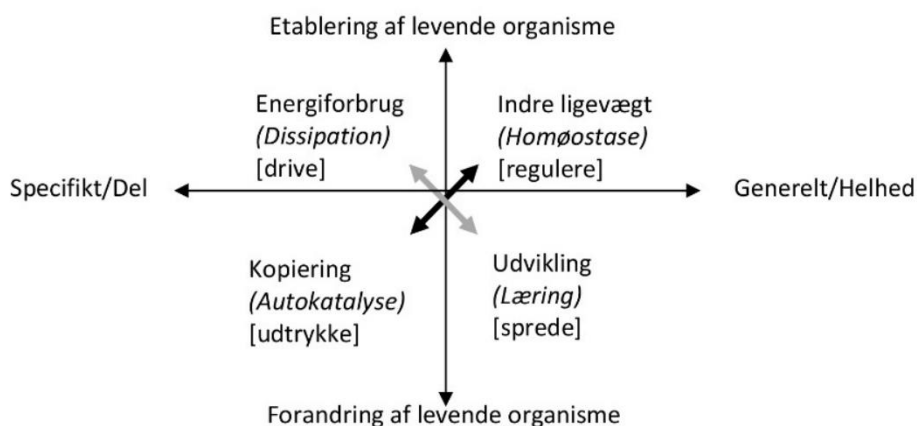 Etablering af levende organisme
Energiforbrug
(Dissipation)
[drive]
Indre ligevægt
(Homøostase)
[regulere]
Specifikt/Del
Generelt/Helhed
Kopiering
(Autokatalyse)
[udtrykke]
Udvikling
(Læring)
[sprede]
Forandring af levende organisme